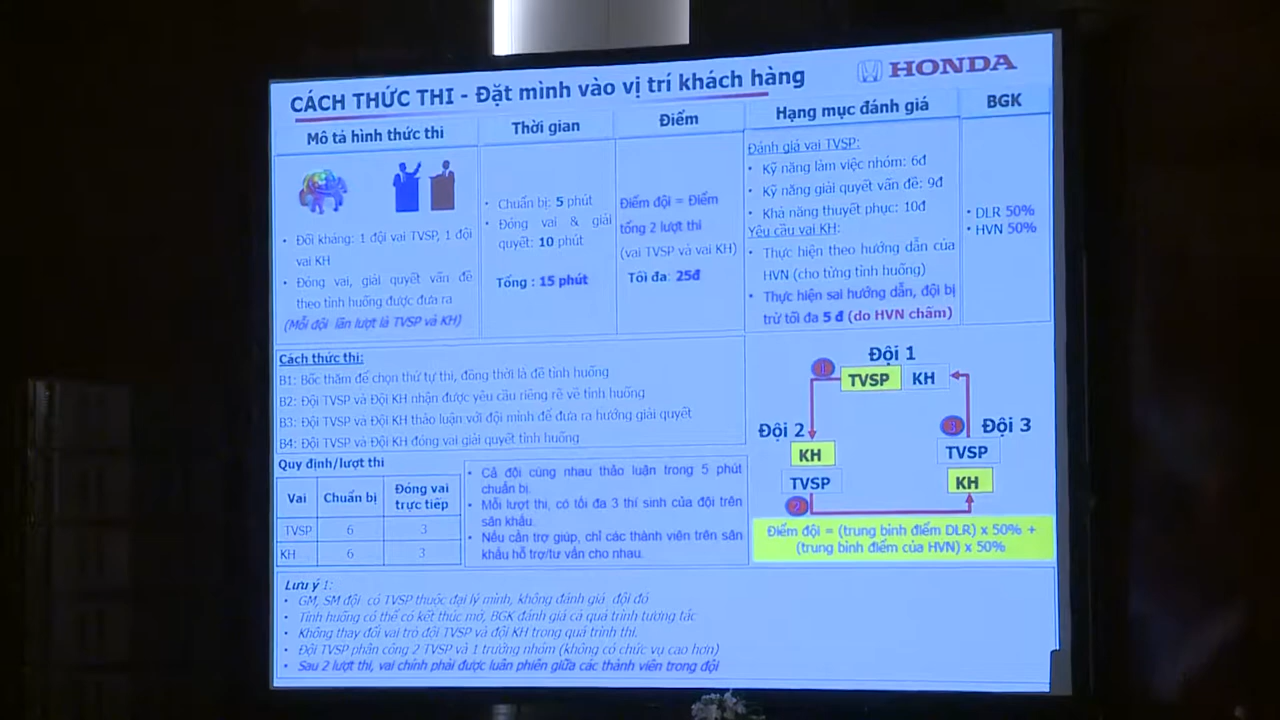 CÁCH THỨC THI - Đặt mình vào vị trí khách hàng
HONDA
Mô tả hình thức thi
Thời gian
Điểm
Hạng mục đánh giá
BGK
• Đối kháng: 1 đội vai TVSP, 1 đội
vai KH
• Đóng vai, giải quyết vấn đề
theo tình huống được đưa ra
(Mỗi đội lần lượt là TVSP và KH)
• Chuẩn bị: 5 phút
• Đóng vai & giải
quyết: 10 phút
Tổng : 15 phút
Điểm đội = Điểm
tổng 2 lượt thi
(vai TVSP và vai KH)
Tối đa: 25đ
Đánh giá vai TVSP:
• Kỹ năng làm việc nhóm: 6đ
• Kỹ năng giải quyết vấn đề: 9đ
• Khả năng thuyết phục: 10đ
Yêu cầu vai KH:
• Thực hiện theo hướng dẫn của
HVN (cho từng tình huống)
• Thực hiện sai hướng dẫn, đội bị
trừ tối đa 5 đ (do HVN chấm)
• DLR 50%
• HVN 50%
Cách thức thi:
B1: Bốc thăm để chọn thứ tự thi, đồng thời là đề tình huống
B2: Đội TVSP và Đội KH nhận được yêu cầu riêng rẽ về tình huống
B3: Đội TVSP và Đội KH thảo luận với đội mình để đưa ra hướng giải quyết
B4: Đội TVSP và Đội KH đóng vai giải quyết tình huống
Quy định/lượt thi
Vai
Chuẩn bị
Đóng vai
trực tiếp
TVSP
6
3
KH
6
3
• Cả đội cùng nhau thảo luận trong 5 phút
chuẩn bị.
• Mỗi lượt thi, có tối đa 3 thí sinh của đội trên
sân khấu.
• Nếu cần trợ giúp, chỉ các thành viên trên sân
khấu hỗ trợ/tư vấn cho nhau.
Đội 1
1
TVSP
KH
Đội 2
KH
TVSP
2
3
Đội 3
TVSP
KH
Điểm đội = (trung bình điểm DLR) x 50% +
(trung bình điểm của HVN) x 50%
Lưu ý 1:
• GM, SM đội có TVSP thuộc đại lý mình, không đánh giá đội đó
• Tình huống có thể có kết thúc mở, BGK đánh giá cả quá trình tương tác
• Không thay đổi vai trò đội TVSP và đội KH trong quá trình thi.
• Đội TVSP phân công 2 TVSP và 1 trưởng nhóm (không có chức vụ cao hơn)
• Sau 2 lượt thi, vai chính phải được luân phiên giữa các thành viên trong đội